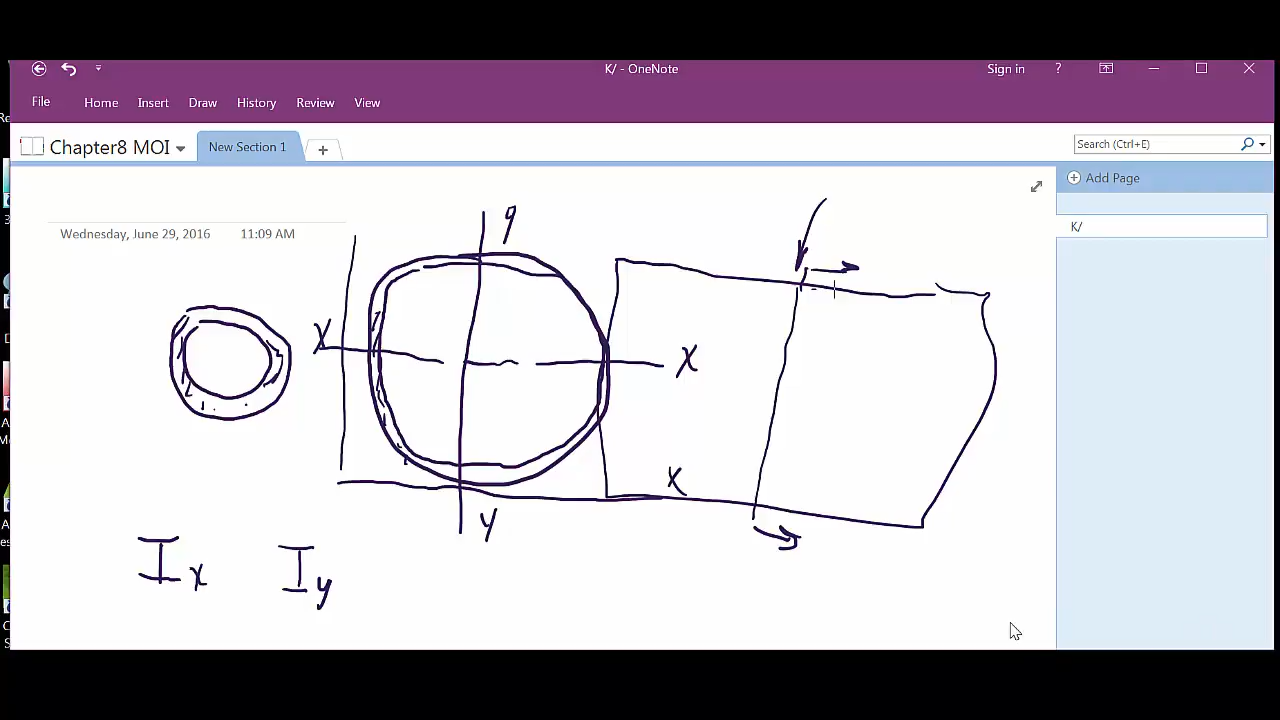 K/ - OneNote
Sign in ?
File Home Insert Draw History Review View
Chapter8 MOI New Section 1 +
Search (Ctrl+E)
Add Page
K/
Wednesday, June 29, 2016 11:09 AM
y
X X
X
y
Ix Iy